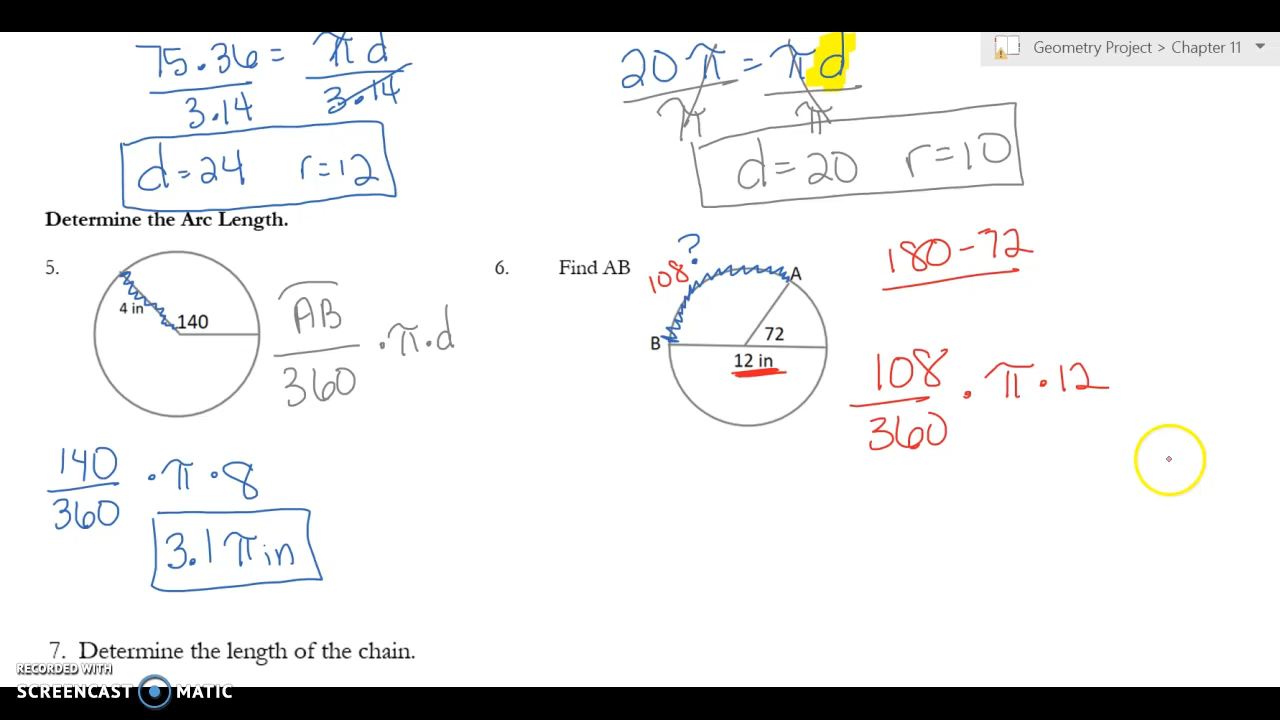 Geometry Project > Chapter 11
75.36 = πd
3.14 3.14
d = 24 r = 12
20π = πd
π π
d = 20 r = 10
Determine the Arc Length.
5.
4 in
140
AB
360
· π · d
140
360
· π · 8
3.1π in
6. Find AB
?
108
A
B
72
12 in
180 - 72
108
360
· π · 12
7. Determine the length of the chain.
RECORDED WITH
SCREENCAST MATIC